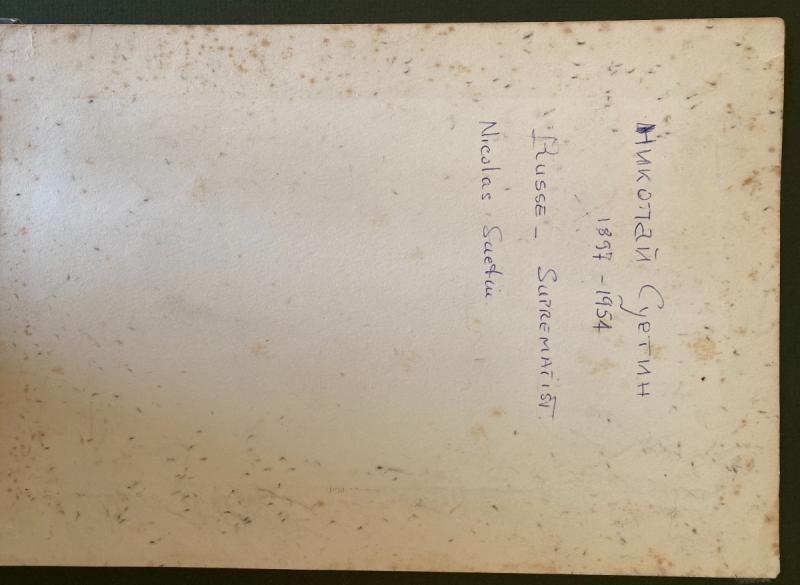 Николай Суетин
1897-1954
Russe - SUPREMATIST.
Nicolas Suetin